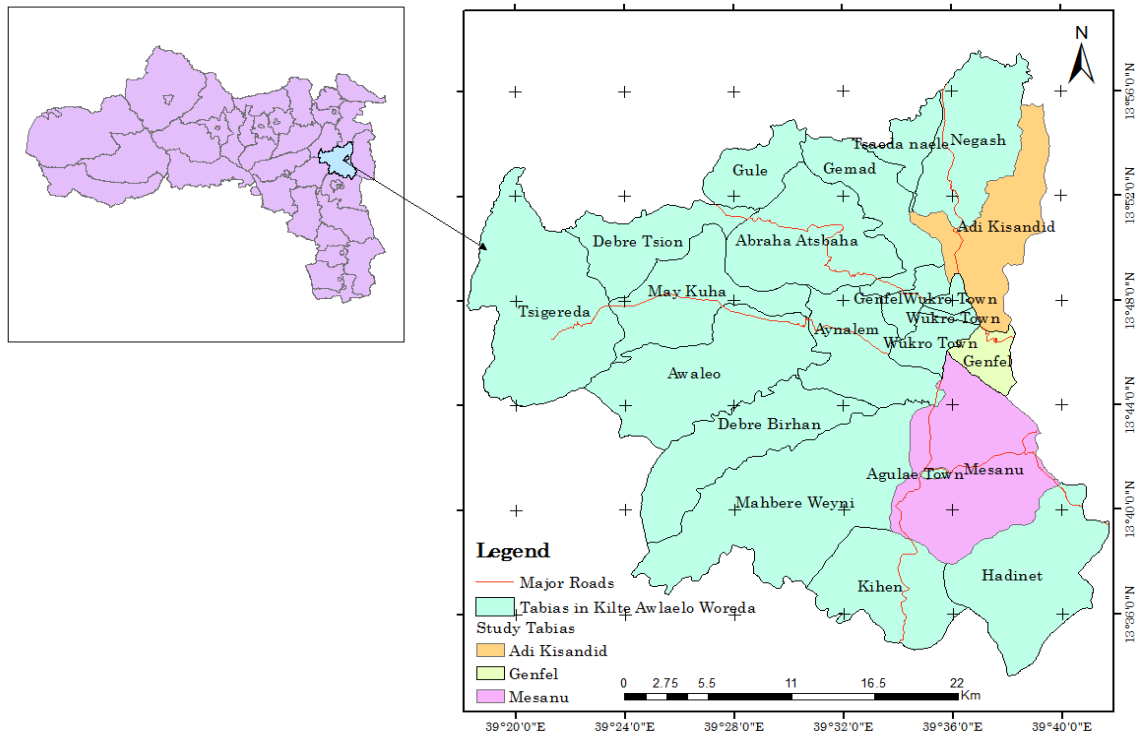 N
13°56'0"N
Negash
Tsaeda naele
Gemad
Gule
13°52'0"N
Adi Kisandid
Abraha Atsbaha
Debre Tsion
May Kuha
Genfel
Wukro Town
13°48'0"N
Tsigereda
Wukro Town
Aynalem
Wukro Town
Genfel
Awaleo
13°44'0"N
Debre Birhan
Agulae Town
Mesanu
Mahbere Weyni
13°40'0"N
Kihen
Hadinet
13°36'0"N
Legend
Major Roads
Tabias in Kilte Awlaelo Woreda
Study Tabias
Adi Kisandid
Genfel
Mesanu
0 2.75 5.5 11 16.5 22
Km
39°20'0"E 39°24'0"E 39°28'0"E 39°32'0"E 39°36'0"E 39°40'0"E